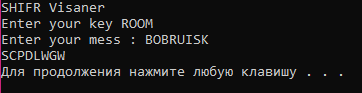 SHIFR Visaner
Enter your key ROOM
Enter your mess : BOBRUISK
SCPDLWGW
Для продолжения нажмите любую клавишу . . .